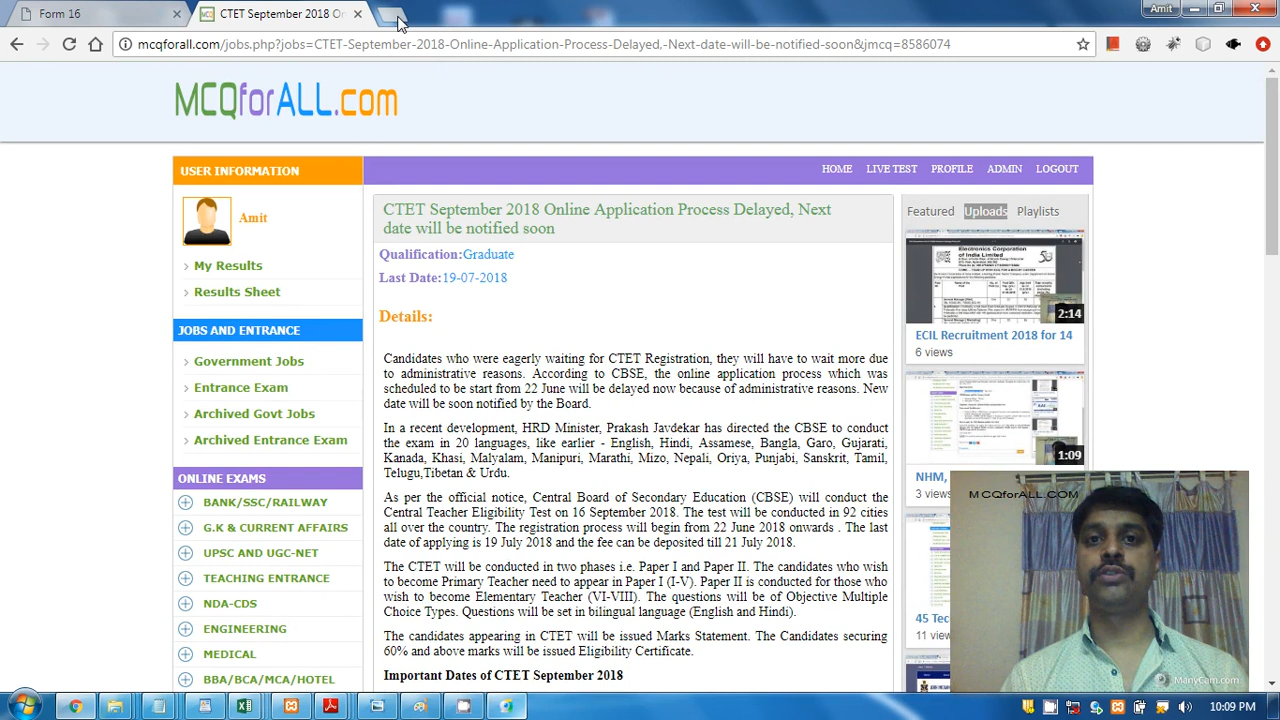 Form 16
CTET September 2018 On
Amit
mcqforall.com/jobs.php?jobs=CTET-September-2018-Online-Application-Process-Delayed,-Next-date-will-be-notified-soon&jmcq=8586074
MCQforALL.com
USER INFORMATION
HOME LIVE TEST PROFILE ADMIN LOGOUT
Amit
My Results
Results Sheet
JOBS AND ENTRANCE
Government Jobs
Entrance Exam
Archived Govt Jobs
Archived Entrance Exam
ONLINE EXAMS
BANK/SSC/RAILWAY
G.K & CURRENT AFFAIRS
UPSC AND UGC-NET
TEACHING ENTRANCE
NDA-CDS
ENGINEERING
MEDICAL
BBA/BCA/MCA/HOTEL
CTET September 2018 Online Application Process Delayed, Next
date will be notified soon
Qualification:Graduate
Last Date:19-07-2018
Details:
Candidates who were eagerly waiting for CTET Registration, they will have to wait more due
to administrative reasons. According to CBSE, the online application process which was
scheduled to be start from 22 June will be delayed now because of administrative reasons. New
dates will be soon notified by the Board.
In a recent development, HRD Minister, Prakash Javdekar has directored the CBSE to conduct
the exam in 20 languages i.e. - English, Hindi, Assamese, Bangla, Garo, Gujarati,
Kanada, Khasi, Malyalam, Manipuri, Marathi, Mizo, Nepali, Oriya, Punjabi, Sanskrit, Tamil,
Telugu,Tibetan & Urdu.
As per the official notice, Central Board of Secondary Education (CBSE) will conduct the
Central Teacher Eligibility Test on 16 September 2018. The test will be conducted in 92 cities
all over the country. The registration process will begin from 22 June 2018 onwards . The last
date of applying is 19 July 2018 and the fee can be submitted till 21 July 2018.
The CTET will be conducted in two phases i.e. Paper I and Paper II. The candidates who wish
to become Primary Teacher need to appear in Paper I (I-V). Paper II is conducted for those who
wish to become Elementary Teacher (VI-VIII). The questions will be of Objective Multiple
Choice Types. Questions will be set in bilingual language (English and Hindi).
The candidates appearing in CTET will be issued Marks Statement. The Candidates securing
60% and above marks will be issued Eligibility Certificate.
Important Dates of CTET September 2018
Featured Uploads Playlists
Electronics Corporation
of India Limited
2:14
ECIL Recruitment 2018 for 14
6 views
1:09
NHM,
3 views
45 Tec
11 view
MCQforALL.COM
ManyCam.com
10:09 PM